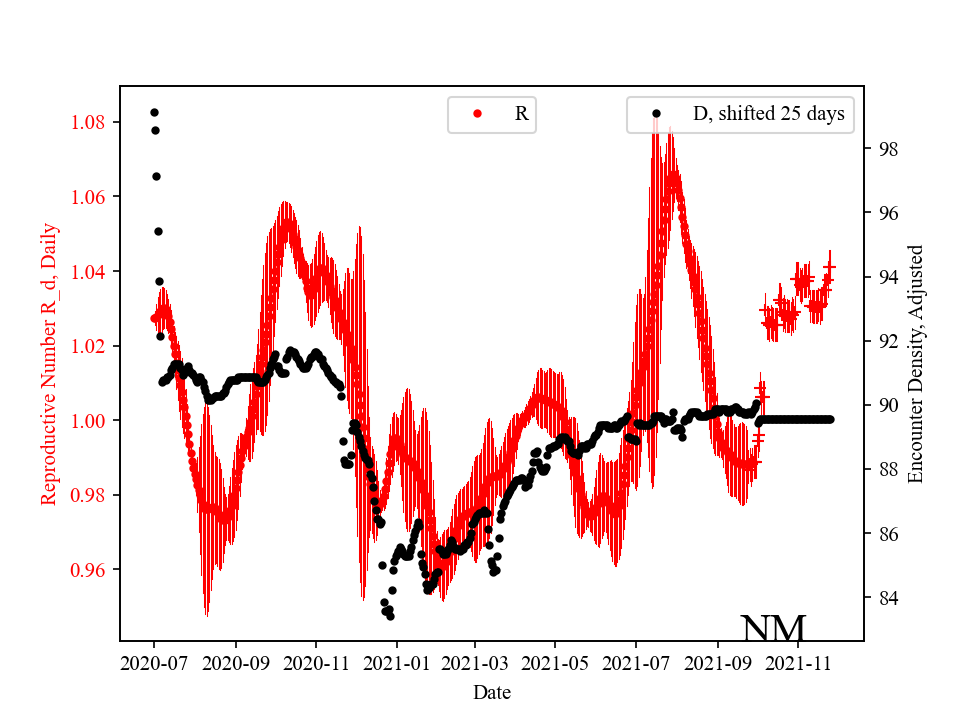 R
D, shifted 25 days
1.08
1.06
1.04
1.02
1.00
0.98
0.96
Reproductive Number R_d, Daily
98
96
94
92
90
88
86
84
Encounter Density, Adjusted
NM
2020-07 2020-09 2020-11 2021-01 2021-03 2021-05 2021-07 2021-09 2021-11
Date